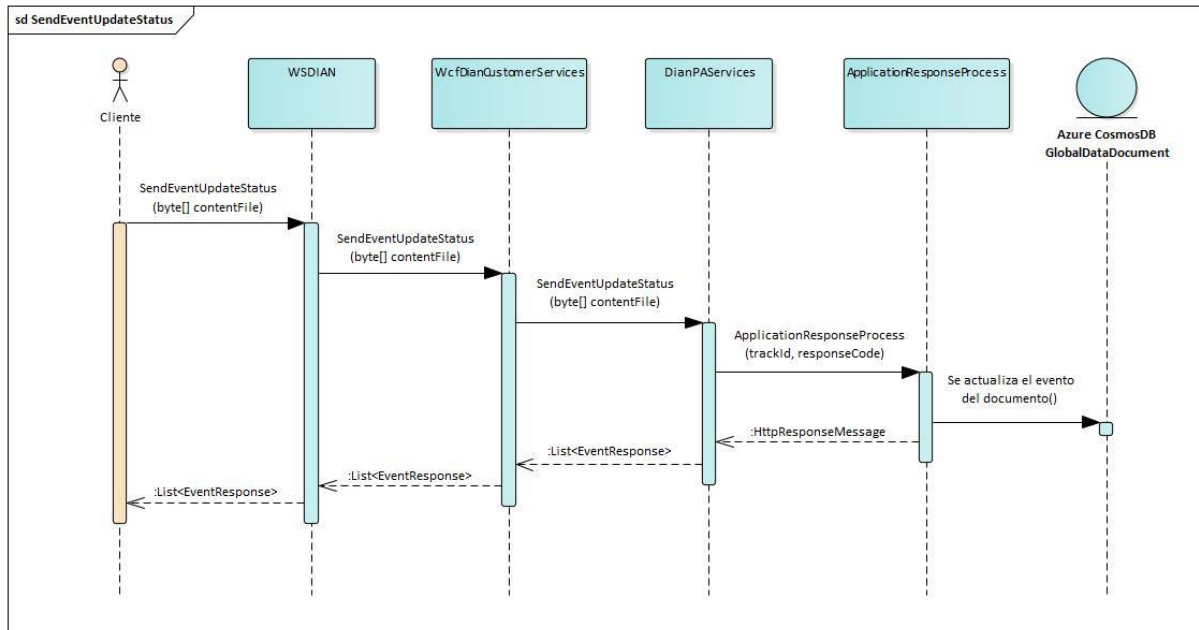 sd SendEventUpdateStatus
WSDIAN
WcfDianCustomerServices
DianPAServices
ApplicationResponseProcess
Cliente
Azure CosmosDB
GlobalDataDocument
SendEventUpdateStatus
(byte[] contentFile)
SendEventUpdateStatus
(byte[] contentFile)
SendEventUpdateStatus
(byte[] contentFile)
ApplicationResponseProcess
(trackId, responseCode)
Se actualiza el evento
del documento()
:HttpResponseMessage
:List<EventResponse>
:List<EventResponse>
:List<EventResponse>